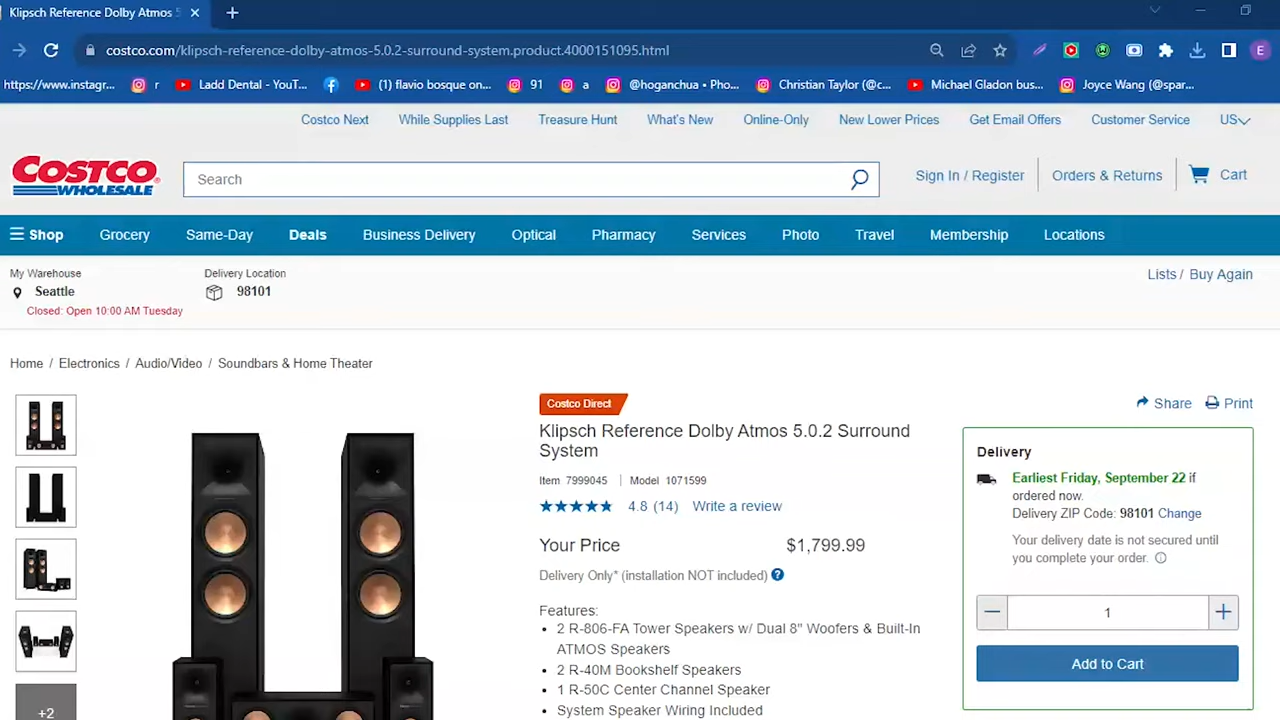 Klipsch Reference Dolby Atmos 5
costco.com/klipsch-reference-dolby-atmos-5.0.2-surround-system.product.4000151095.html
E
https://www.instagr...
r
Ladd Dental - YouT...
(1) flavio bosque on...
91
a
@hoganchua • Pho...
Christian Taylor (@c...
Michael Gladon bus...
Joyce Wang (@spar...
Costco Next
While Supplies Last
Treasure Hunt
What's New
Online-Only
New Lower Prices
Get Email Offers
Customer Service
US
COSTCO
WHOLESALE
Search
Sign In / Register
Orders & Returns
Cart
Shop
Grocery
Same-Day
Deals
Business Delivery
Optical
Pharmacy
Services
Photo
Travel
Membership
Locations
My Warehouse
Seattle
Closed: Open 10:00 AM Tuesday
Delivery Location
98101
Lists / Buy Again
Home / Electronics / Audio/Video / Soundbars & Home Theater
+2
Costco Direct
Klipsch Reference Dolby Atmos 5.0.2 Surround
System
Item 7999045 | Model 1071599
4.8 (14) Write a review
Your Price $1,799.99
Delivery Only* (installation NOT included) ?
Features:
• 2 R-806-FA Tower Speakers w/ Dual 8" Woofers & Built-In
ATMOS Speakers
• 2 R-40M Bookshelf Speakers
• 1 R-50C Center Channel Speaker
• System Speaker Wiring Included
Share
Print
Delivery
Earliest Friday, September 22 if
ordered now.
Delivery ZIP Code: 98101 Change
Your delivery date is not secured until
you complete your order.
1
Add to Cart